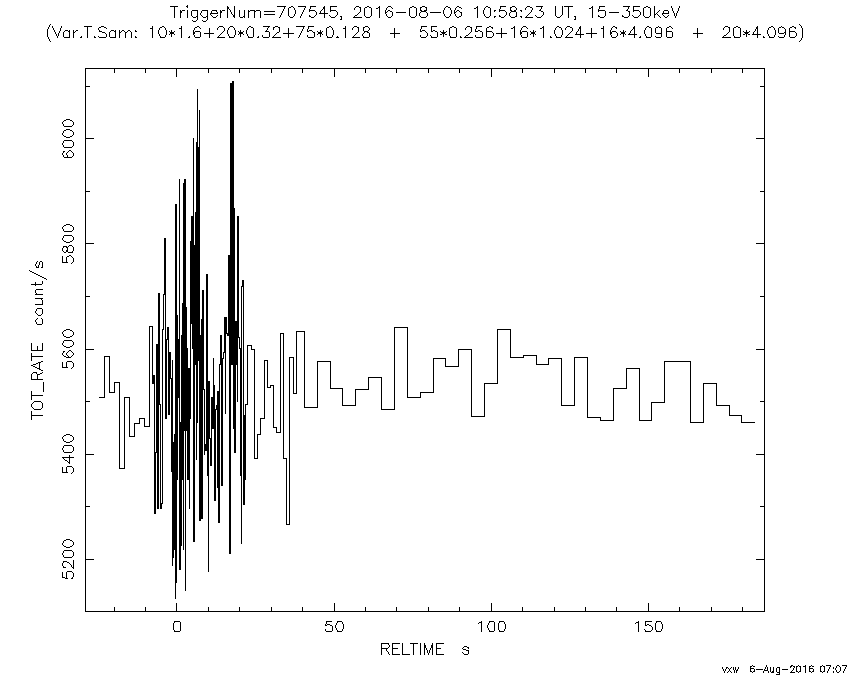 TriggerNum=707545, 2016-08-06 10:58:23 UT, 15-350keV
(Var.T.Sam: 10*1.6+20*0.32+75*0.128 + 55*0.256+16*1.024+16*4.096 + 20*4.096)
TOT_RATE count/s
6000
5800
5600
5400
5200
0 50 100 150
RELTIME s
vxw 6-Aug-2016 07:07